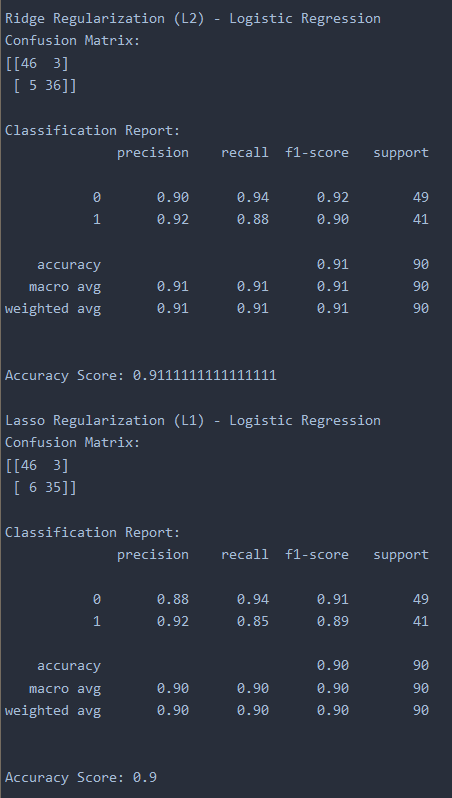 Ridge Regularization (L2) - Logistic Regression
Confusion Matrix:
[[46  3]
 [ 5 36]]
Classification Report:
              precision    recall  f1-score   support
           0       0.90      0.94      0.92        49
           1       0.92      0.88      0.90        41
    accuracy                           0.91        90
   macro avg       0.91      0.91      0.91        90
weighted avg       0.91      0.91      0.91        90
Accuracy Score: 0.9111111111111111
Lasso Regularization (L1) - Logistic Regression
Confusion Matrix:
[[46  3]
 [ 6 35]]
Classification Report:
              precision    recall  f1-score   support
           0       0.88      0.94      0.91        49
           1       0.92      0.85      0.89        41
    accuracy                           0.90        90
   macro avg       0.90      0.90      0.90        90
weighted avg       0.90      0.90      0.90        90
Accuracy Score: 0.9